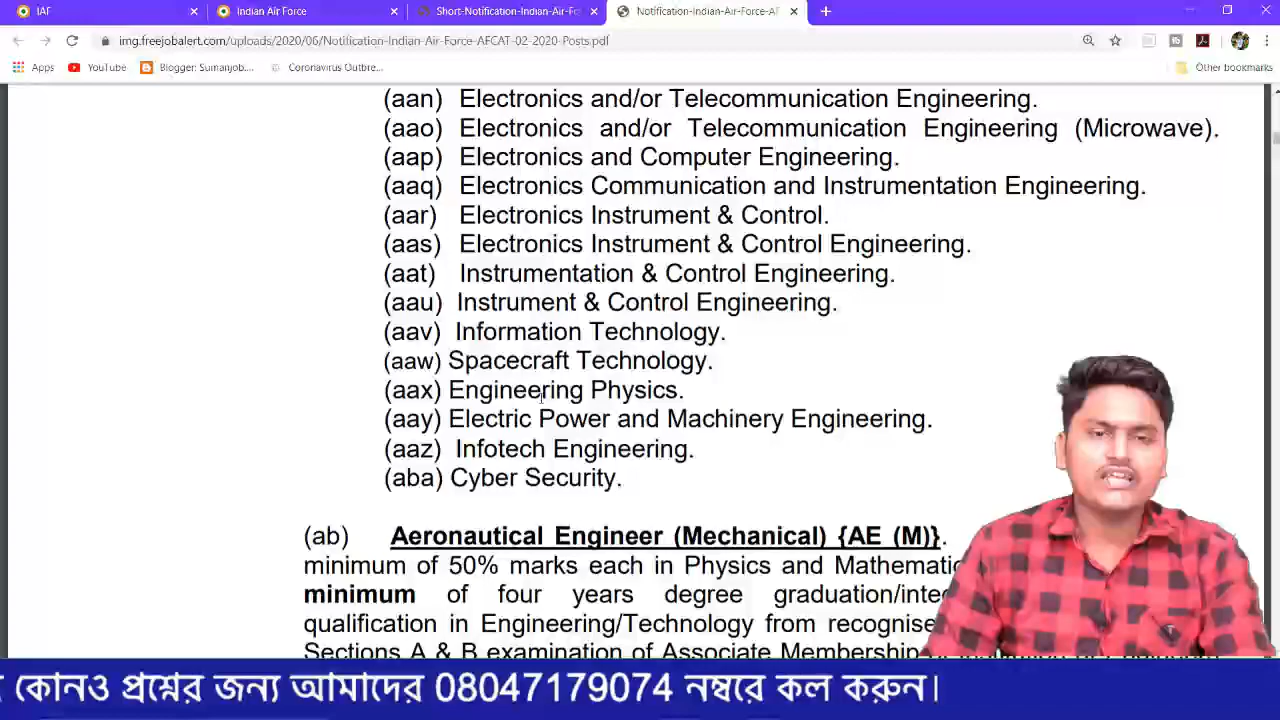 IAF
Indian Air Force
Short-Notification-Indian-Air-Fo
Notification-Indian-Air-Force-AF
img.freejobalert.com/uploads/2020/06/Notification-Indian-Air-Force-AFCAT-02-2020-Posts.pdf
Apps YouTube Blogger: Sumanjob.... Coronavirus Outbre... Other bookmarks
(aan) Electronics and/or Telecommunication Engineering.
(aao) Electronics and/or Telecommunication Engineering (Microwave).
(aap) Electronics and Computer Engineering.
(aaq) Electronics Communication and Instrumentation Engineering.
(aar) Electronics Instrument & Control.
(aas) Electronics Instrument & Control Engineering.
(aat) Instrumentation & Control Engineering.
(aau) Instrument & Control Engineering.
(aav) Information Technology.
(aaw) Spacecraft Technology.
(aax) Engineering Physics.
(aay) Electric Power and Machinery Engineering.
(aaz) Infotech Engineering.
(aba) Cyber Security.
(ab) Aeronautical Engineer (Mechanical) {AE (M)}.
minimum of 50% marks each in Physics and Mathematic
minimum of four years degree graduation/integ
qualification in Engineering/Technology from recognise
Sections A & B examination of Associate Membership
কোনও প্রশ্নের জন্য আমাদের 08047179074 নম্বরে কল করুন।